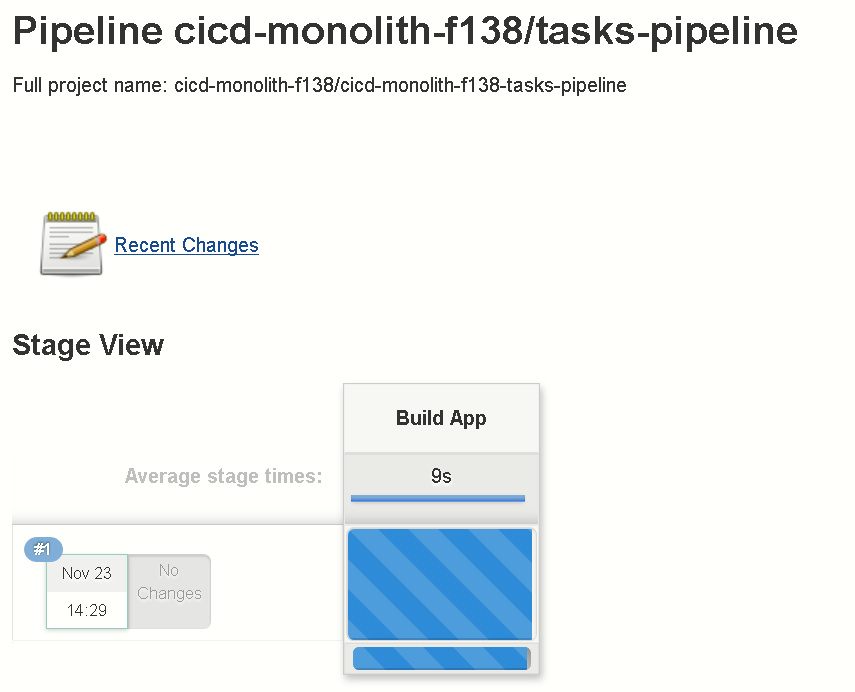 Pipeline cicd-monolith-f138/tasks-pipeline
Full project name: cicd-monolith-f138/cicd-monolith-f138-tasks-pipeline
Recent Changes
Stage View
Build App
Average stage times:
9s
#1
Nov 23
14:29
No
Changes